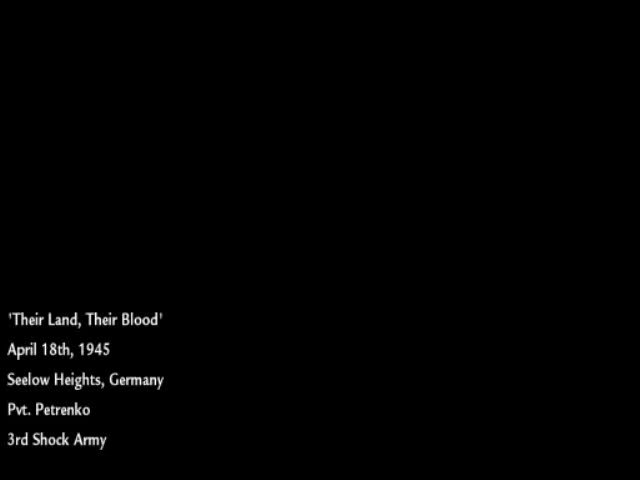 'Their Land, Their Blood'
April 18th, 1945
Seelow Heights, Germany
Pvt. Petrenko
3rd Shock Army